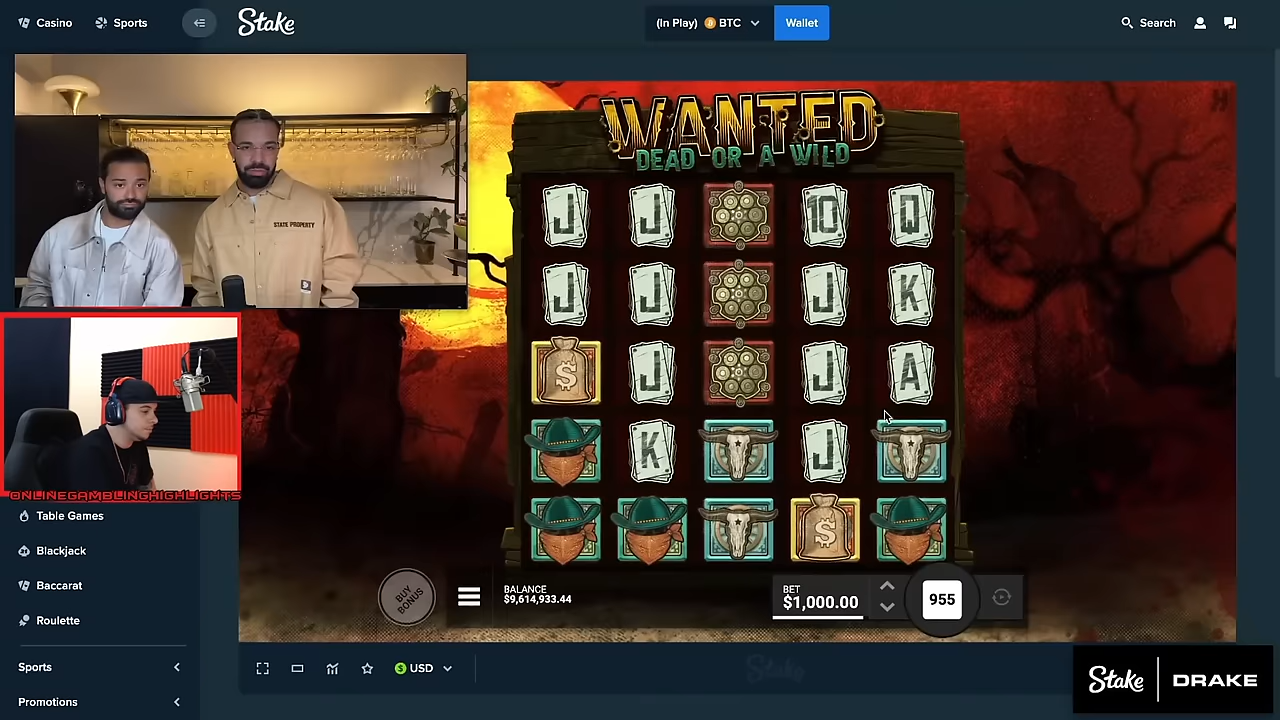 Casino
Sports
Stake
(In Play) BTC
Wallet
Search
STATE PROPERTY
WANTED
DEAD OR A WILD
J J 10 Q
J J J K
$ J J A
K J
$
ONLINEGAMBLINGHIGHLIGHTS
Table Games
Blackjack
Baccarat
Roulette
Sports
Promotions
BUY
BONUS
BALANCE
$9,614,933.44
BET
$1,000.00
955
$ USD
Stake
Stake
DRAKE